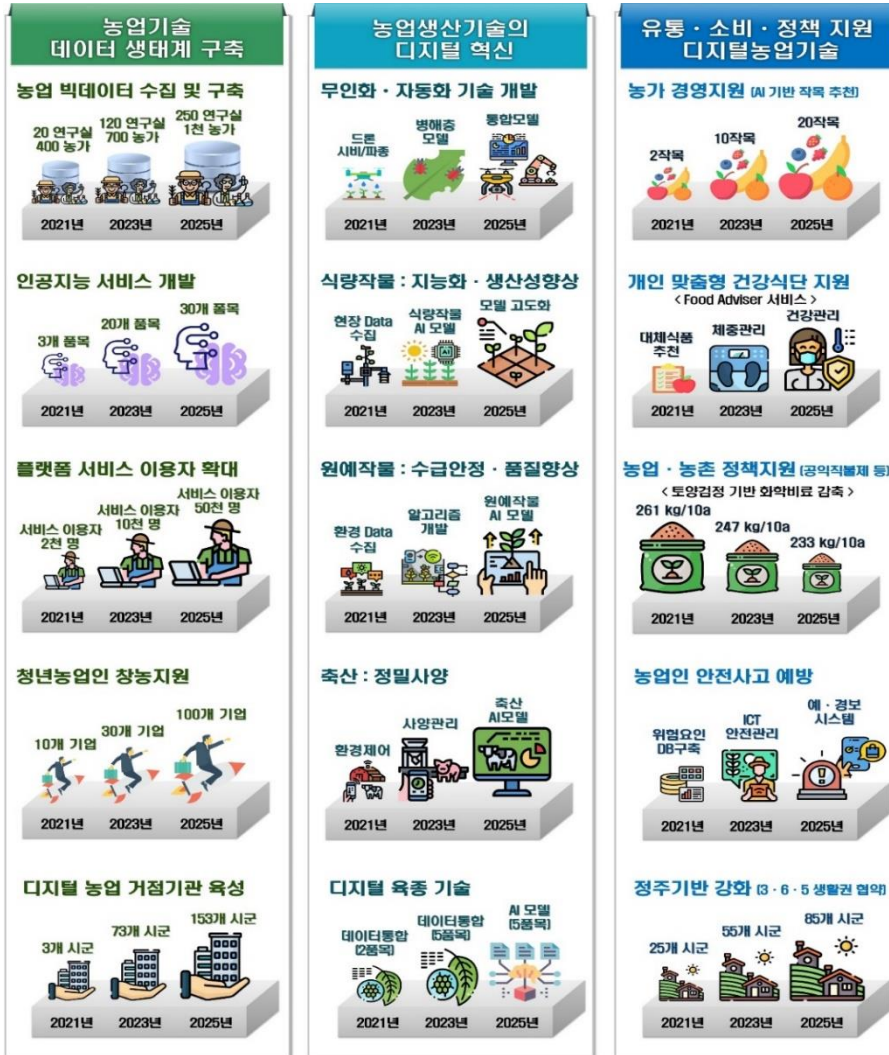 농업기술
데이터 생태계 구축
농업 빅데이터 수집 및 구축
20 연구실
400 농가
120 연구실
700 농가
250 연구실
1천 농가
2021년
2023년
2025년
인공지능 서비스 개발
3개 품목
20개 품목
30개 품목
2021년
2023년
2025년
플랫폼 서비스 이용자 확대
서비스 이용자
2천 명
서비스 이용자
10천 명
서비스 이용자
50천 명
2021년
2023년
2025년
청년농업인 창농지원
10개 기업
30개 기업
100개 기업
2021년
2023년
2025년
디지털 농업 거점기관 육성
3개 시군
73개 시군
153개 시군
2021년
2023년
2025년
농업생산기술의
디지털 혁신
무인화 · 자동화 기술 개발
드론
시비/파종
병해충
모델
통합모델
2021년
2023년
2025년
식량작물 : 지능화 · 생산성향상
현장 Data
수집
식량작물
AI 모델
모델 고도화
2021년
2023년
2025년
원예작물 : 수급안정 · 품질향상
환경 Data
수집
알고리즘
개발
원예작물
AI 모델
2021년
2023년
2025년
축산 : 정밀사양
환경제어
사양관리
축산
AI모델
2021년
2023년
2025년
디지털 육종 기술
데이터통합
(2품목)
데이터통합
(5품목)
AI 모델
(5품목)
2021년
2023년
2025년
유통 · 소비 · 정책 지원
디지털농업기술
농가 경영지원 (AI 기반 작목 추천)
2작목
10작목
20작목
2021년
2023년
2025년
개인 맞춤형 건강식단 지원
< Food Adviser 서비스 >
대체식품
추천
체중관리
건강관리
2021년
2023년
2025년
농업 · 농촌 정책지원 (공익직불제 등)
< 토양검정 기반 화학비료 감축 >
261 kg/10a
247 kg/10a
233 kg/10a
2021년
2023년
2025년
농업인 안전사고 예방
위험요인
DB구축
ICT
안전관리
예 · 경보
시스템
2021년
2023년
2025년
정주기반 강화 (3 · 6 · 5 생활권 협약)
25개 시군
55개 시군
85개 시군
2021년
2023년
2025년